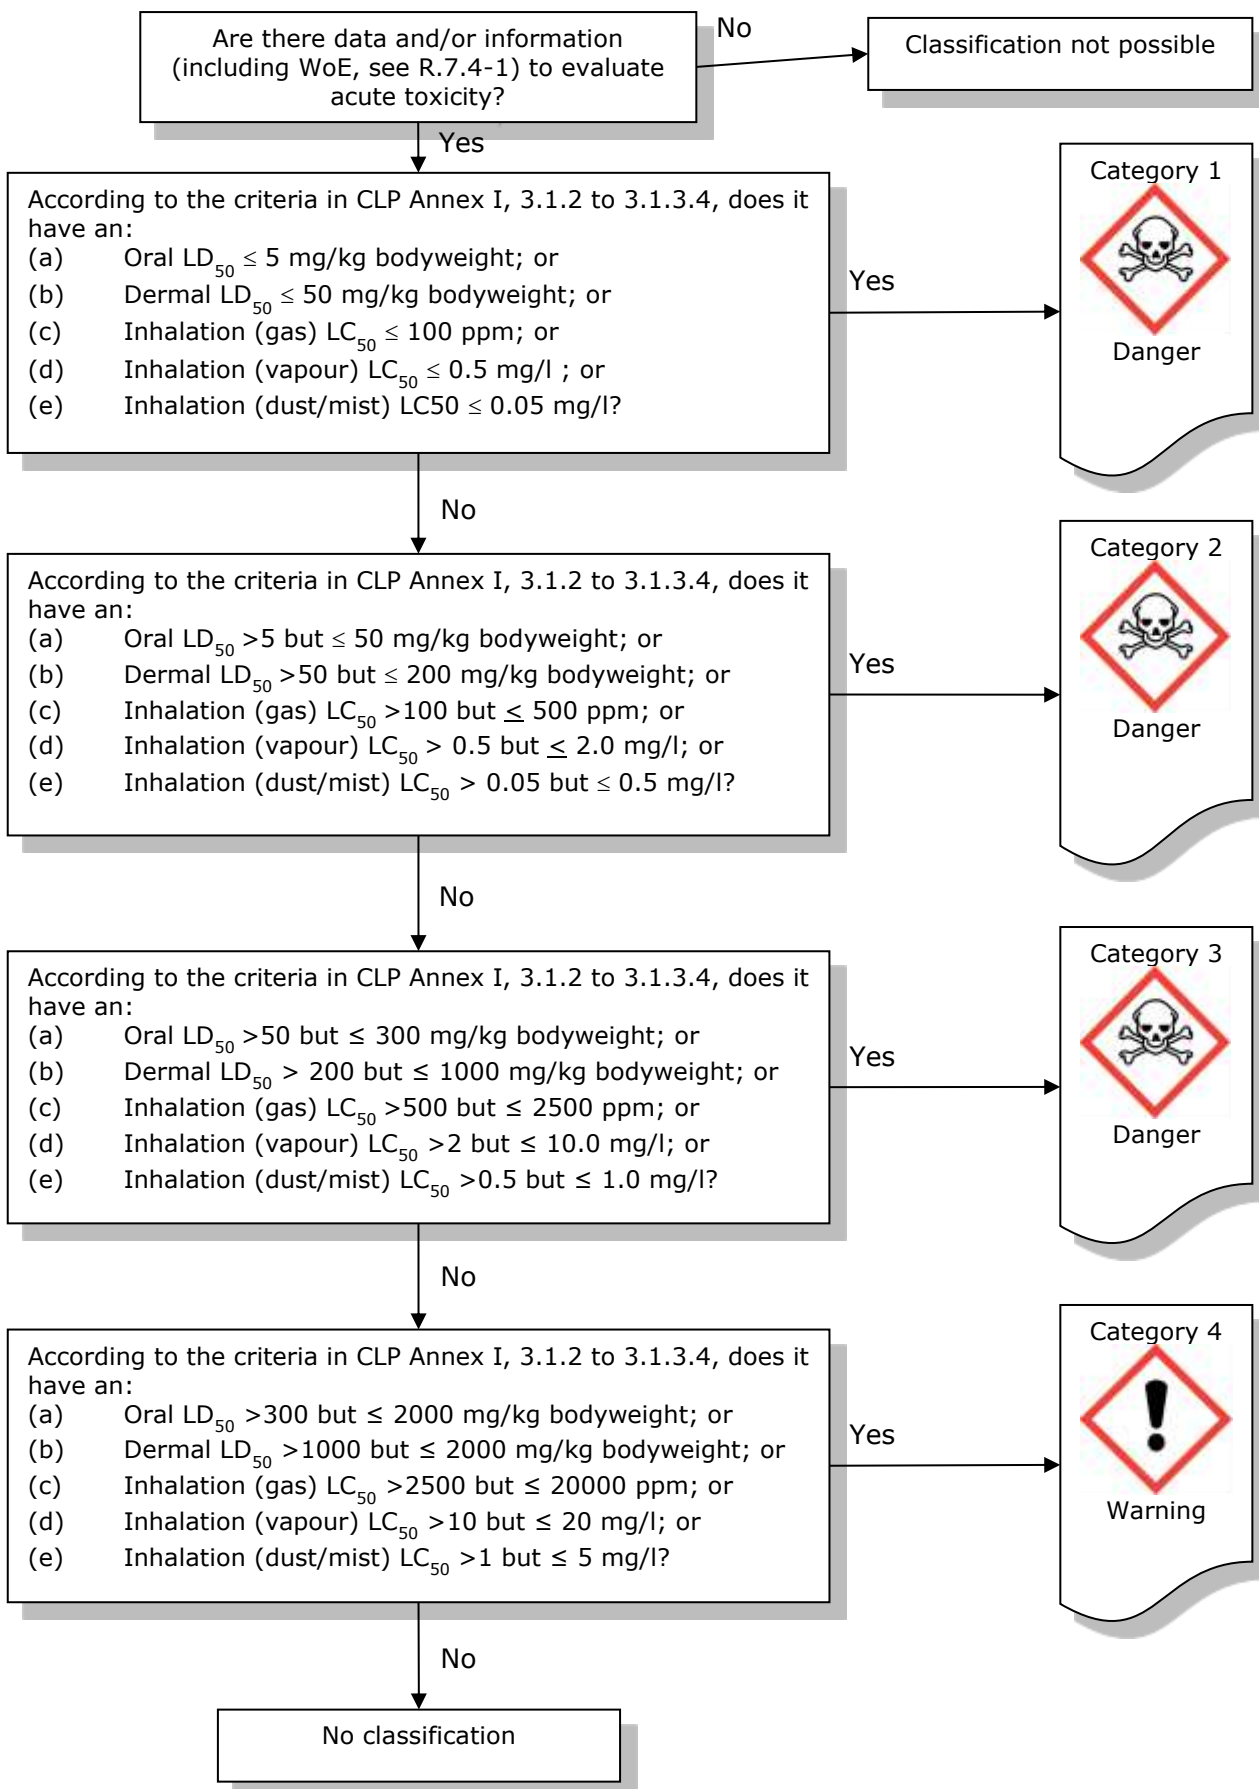 Are there data and/or information
(including WoE, see R.7.4-1) to evaluate
acute toxicity?
No
Classification not possible
Yes
According to the criteria in CLP Annex I, 3.1.2 to 3.1.3.4, does it
have an:
(a) Oral LD50 ≤ 5 mg/kg bodyweight; or
(b) Dermal LD50 ≤ 50 mg/kg bodyweight; or
(c) Inhalation (gas) LC50 ≤ 100 ppm; or
(d) Inhalation (vapour) LC50 ≤ 0.5 mg/l ; or
(e) Inhalation (dust/mist) LC50 ≤ 0.05 mg/l?
Yes
Category 1
Danger
No
According to the criteria in CLP Annex I, 3.1.2 to 3.1.3.4, does it
have an:
(a) Oral LD50 >5 but ≤ 50 mg/kg bodyweight; or
(b) Dermal LD50 >50 but ≤ 200 mg/kg bodyweight; or
(c) Inhalation (gas) LC50 >100 but ≤ 500 ppm; or
(d) Inhalation (vapour) LC50 > 0.5 but ≤ 2.0 mg/l; or
(e) Inhalation (dust/mist) LC50 > 0.05 but ≤ 0.5 mg/l?
Yes
Category 2
Danger
No
According to the criteria in CLP Annex I, 3.1.2 to 3.1.3.4, does it
have an:
(a) Oral LD50 >50 but ≤ 300 mg/kg bodyweight; or
(b) Dermal LD50 > 200 but ≤ 1000 mg/kg bodyweight; or
(c) Inhalation (gas) LC50 >500 but ≤ 2500 ppm; or
(d) Inhalation (vapour) LC50 >2 but ≤ 10.0 mg/l; or
(e) Inhalation (dust/mist) LC50 >0.5 but ≤ 1.0 mg/l?
Yes
Category 3
Danger
No
According to the criteria in CLP Annex I, 3.1.2 to 3.1.3.4, does it
have an:
(a) Oral LD50 >300 but ≤ 2000 mg/kg bodyweight; or
(b) Dermal LD50 >1000 but ≤ 2000 mg/kg bodyweight; or
(c) Inhalation (gas) LC50 >2500 but ≤ 20000 ppm; or
(d) Inhalation (vapour) LC50 >10 but ≤ 20 mg/l; or
(e) Inhalation (dust/mist) LC50 >1 but ≤ 5 mg/l?
Yes
Category 4
Warning
No
No classification